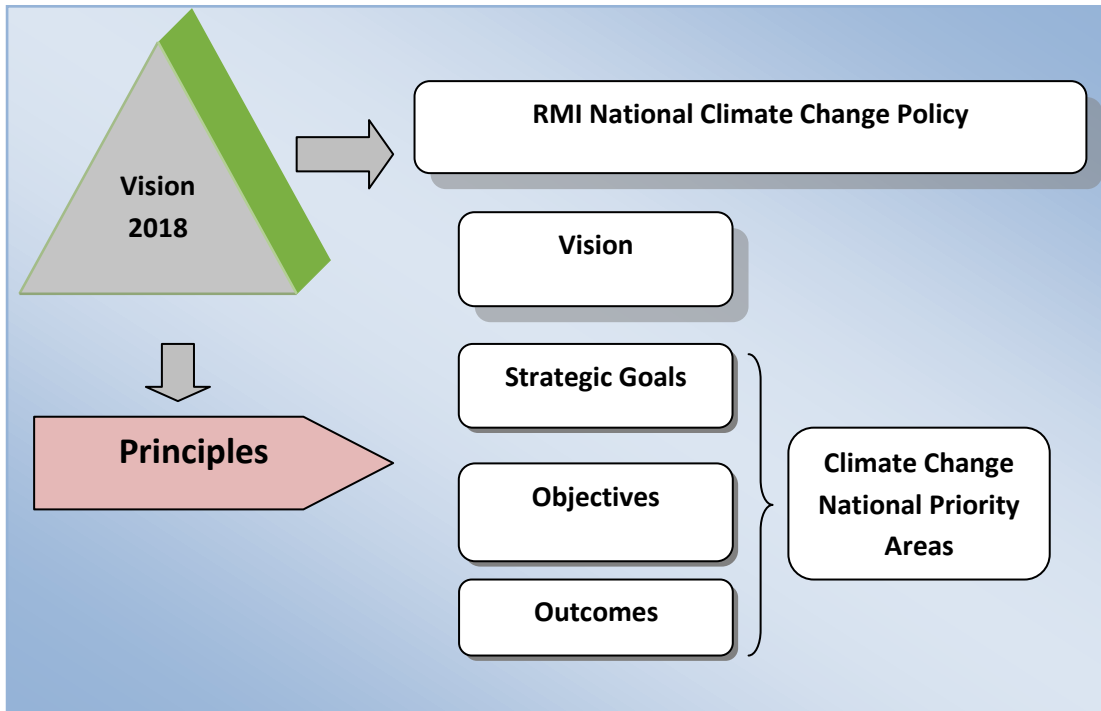 Vision
2018
RMI National Climate Change Policy
Vision
Strategic Goals
Principles
Objectives
Climate Change
National Priority
Areas
Outcomes